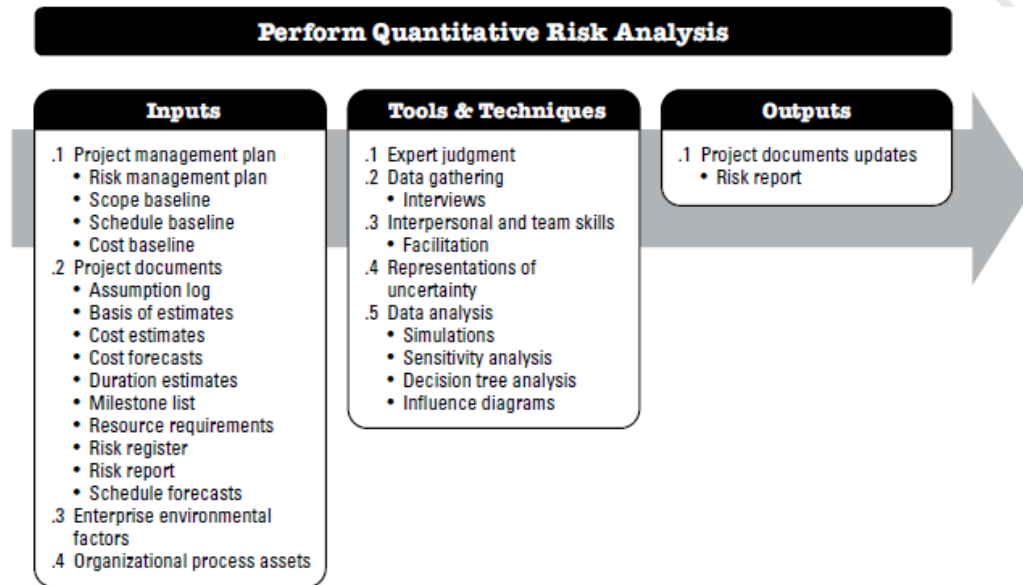 Perform Quantitative Risk Analysis
Inputs
.1 Project management plan
• Risk management plan
• Scope baseline
• Schedule baseline
• Cost baseline
.2 Project documents
• Assumption log
• Basis of estimates
• Cost estimates
• Cost forecasts
• Duration estimates
• Milestone list
• Resource requirements
• Risk register
• Risk report
• Schedule forecasts
.3 Enterprise environmental
factors
.4 Organizational process assets
Tools & Techniques
.1 Expert judgment
.2 Data gathering
• Interviews
.3 Interpersonal and team skills
• Facilitation
.4 Representations of
uncertainty
.5 Data analysis
• Simulations
• Sensitivity analysis
• Decision tree analysis
• Influence diagrams
Outputs
.1 Project documents updates
• Risk report